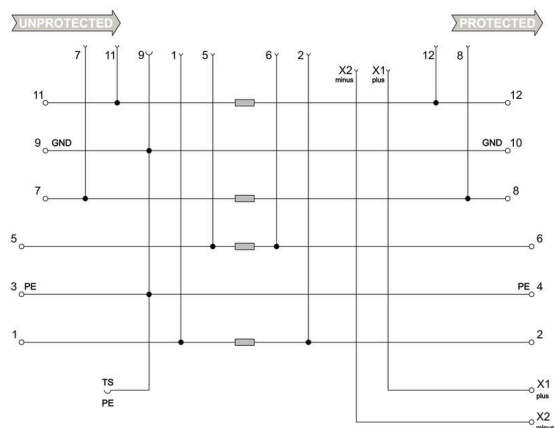 UNPROTECTED PROTECTED
7 11 9 1 5 6 2 12 8
X2 X1
minus plus
11 12
9 GND GND 10
7 8
5 6
3 PE PE 4
1 2
TS X1
plus
PE
X2
minus